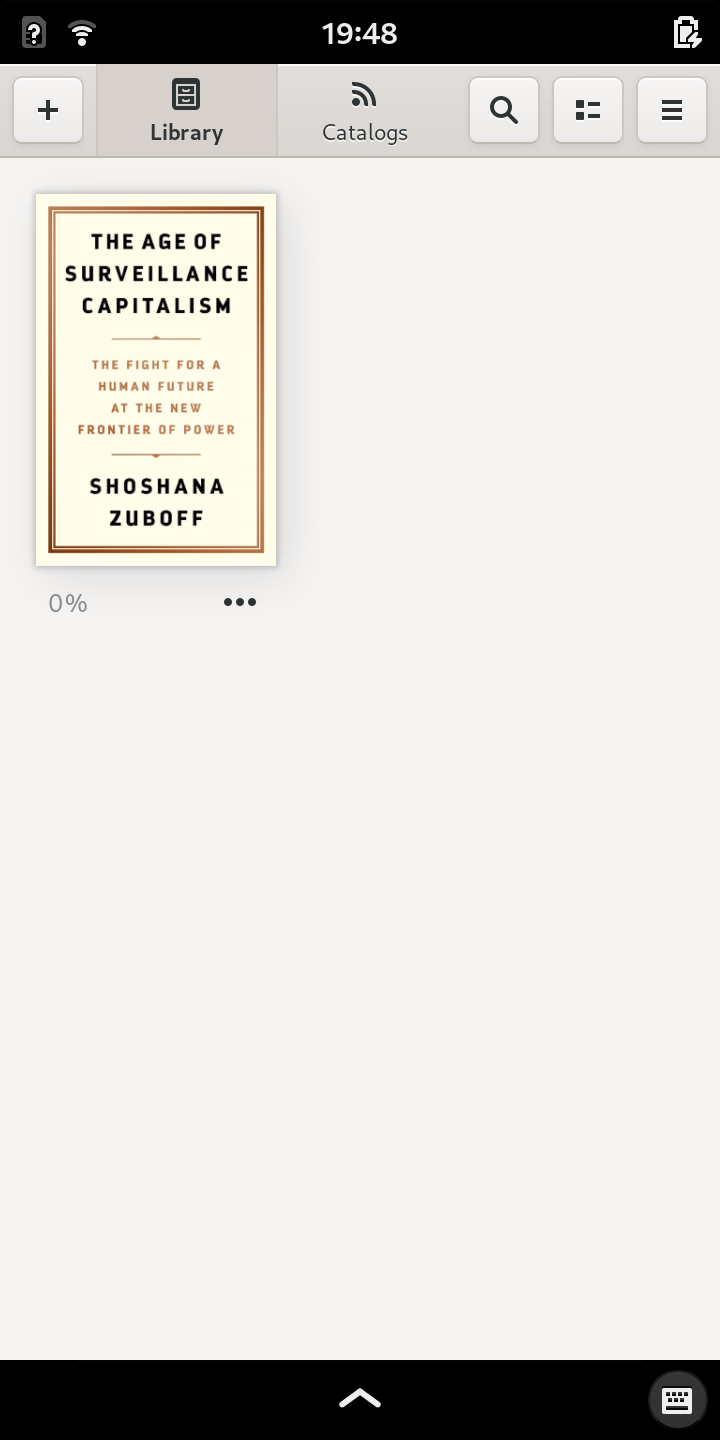 19:48
Library
Catalogs
THE AGE OF
SURVEILLANCE
CAPITALISM
THE FIGHT FOR A
HUMAN FUTURE
AT THE NEW
FRONTIER OF POWER
SHOSHANA
ZUBOFF
0%